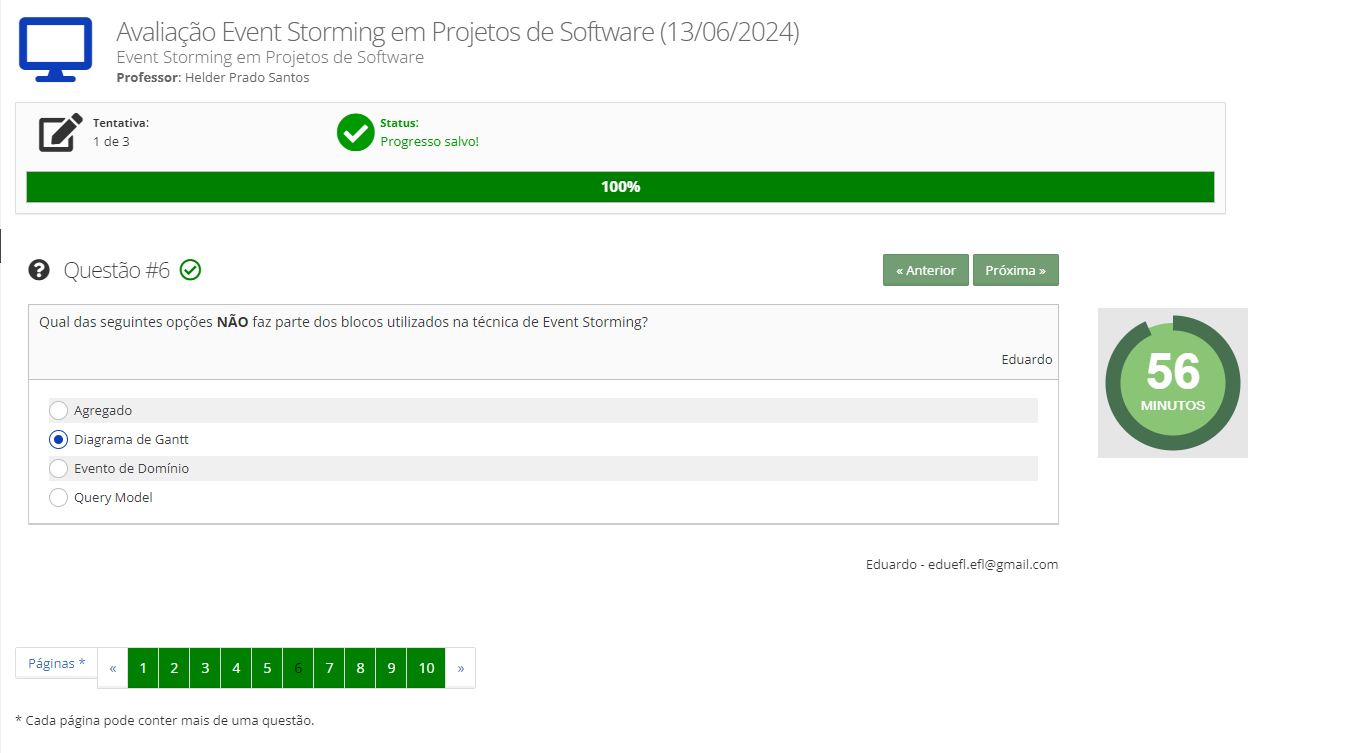 Avaliação Event Storming em Projetos de Software (13/06/2024)
Event Storming em Projetos de Software
Professor: Helder Prado Santos
Tentativa:
1 de 3
Status:
Progresso salvo!
100%
Questão #6
« Anterior
Próxima »
Qual das seguintes opções NÃO faz parte dos blocos utilizados na técnica de Event Storming?
Eduardo
56
MINUTOS
Agregado
Diagrama de Gantt
Evento de Domínio
Query Model
Eduardo - eduefl.efl@gmail.com
Páginas * « 1 2 3 4 5 6 7 8 9 10 »
* Cada página pode conter mais de uma questão.